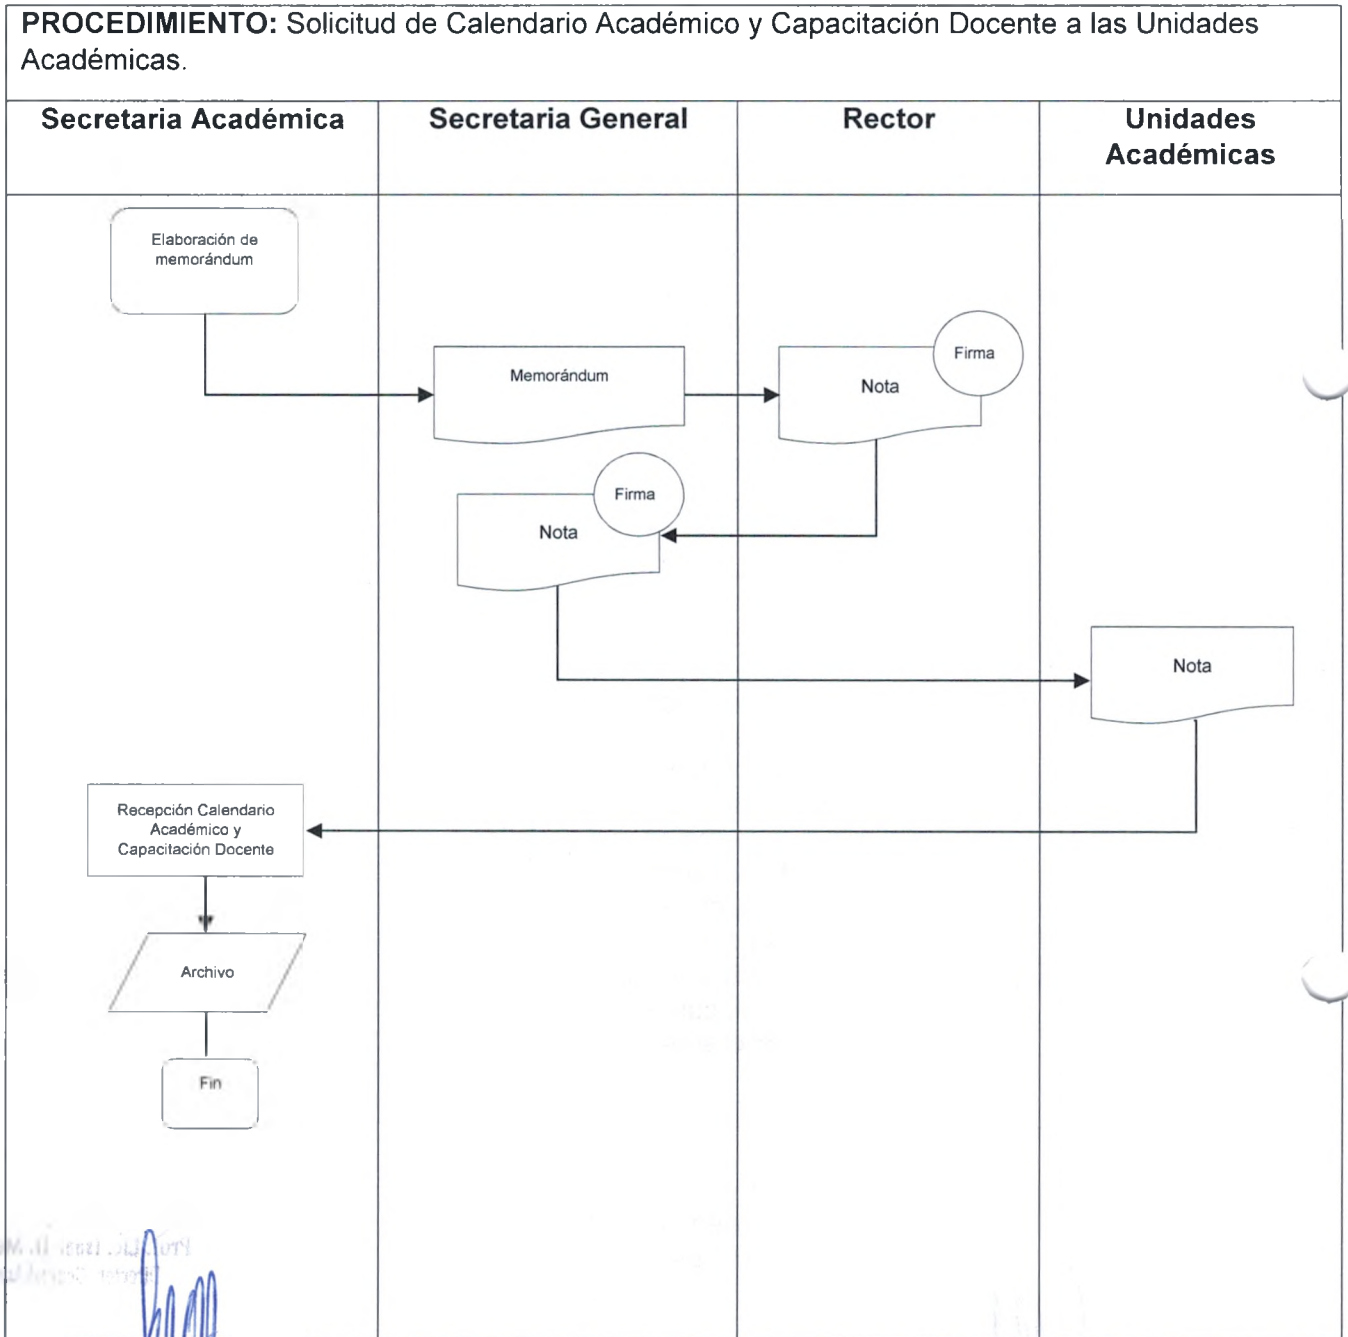 PROCEDIMIENTO: Solicitud de Calendario Académico y Capacitación Docente a las Unidades
Académicas.
Secretaria Académica
Secretaria General
Rector
Unidades
Académicas
Elaboración de
memorándum
Memorándum
Nota
Firma
Nota
Firma
Nota
Recepción Calendario
Académico y
Capacitación Docente
Archivo
Fin